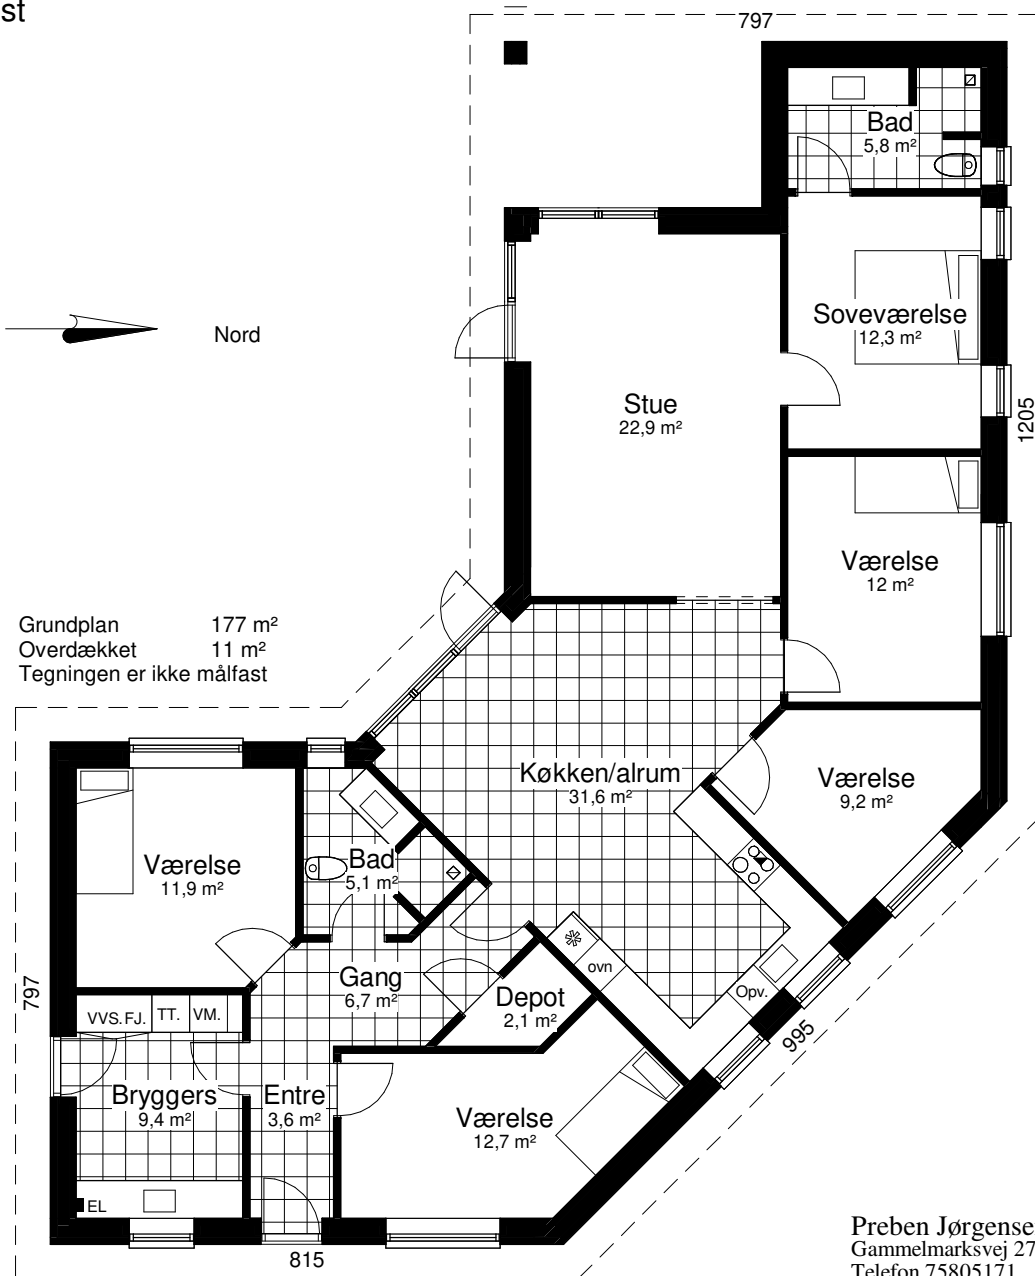 st
797
Bad
5,8 m²
Soveværelse
12,3 m²
Nord
Stue
22,9 m²
1205
Værelse
12 m²
Grundplan 177 m²
Overdækket 11 m²
Tegningen er ikke målfast
Køkken/alrum
31,6 m²
Værelse
9,2 m²
Værelse
11,9 m²
Bad
5,1 m²
ovn
Opv.
Gang
6,7 m²
Depot
2,1 m²
797
VVS.FJ. TT. VM.
995
Bryggers
9,4 m²
Entre
3,6 m²
Værelse
12,7 m²
EL
815
Preben Jørgense
Gammelmarksvej 27
Telefon 75805171